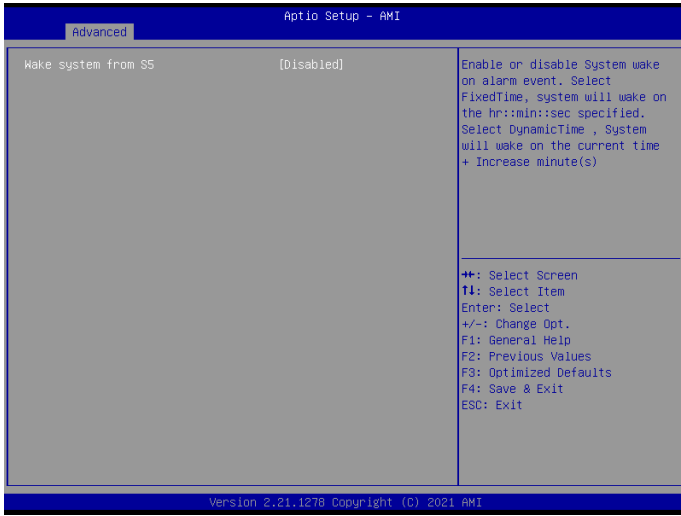 Aptio Setup - AMI
Advanced
Wake system from S5 [Disabled]
Enable or disable System wake
on alarm event. Select
FixedTime, system will wake on
the hr::min::sec specified.
Select DynamicTime , System
will wake on the current time
+ Increase minute(s)
→←: Select Screen
↑↓: Select Item
Enter: Select
+/-: Change Opt.
F1: General Help
F2: Previous Values
F3: Optimized Defaults
F4: Save & Exit
ESC: Exit
Version 2.21.1278 Copyright (C) 2021 AMI